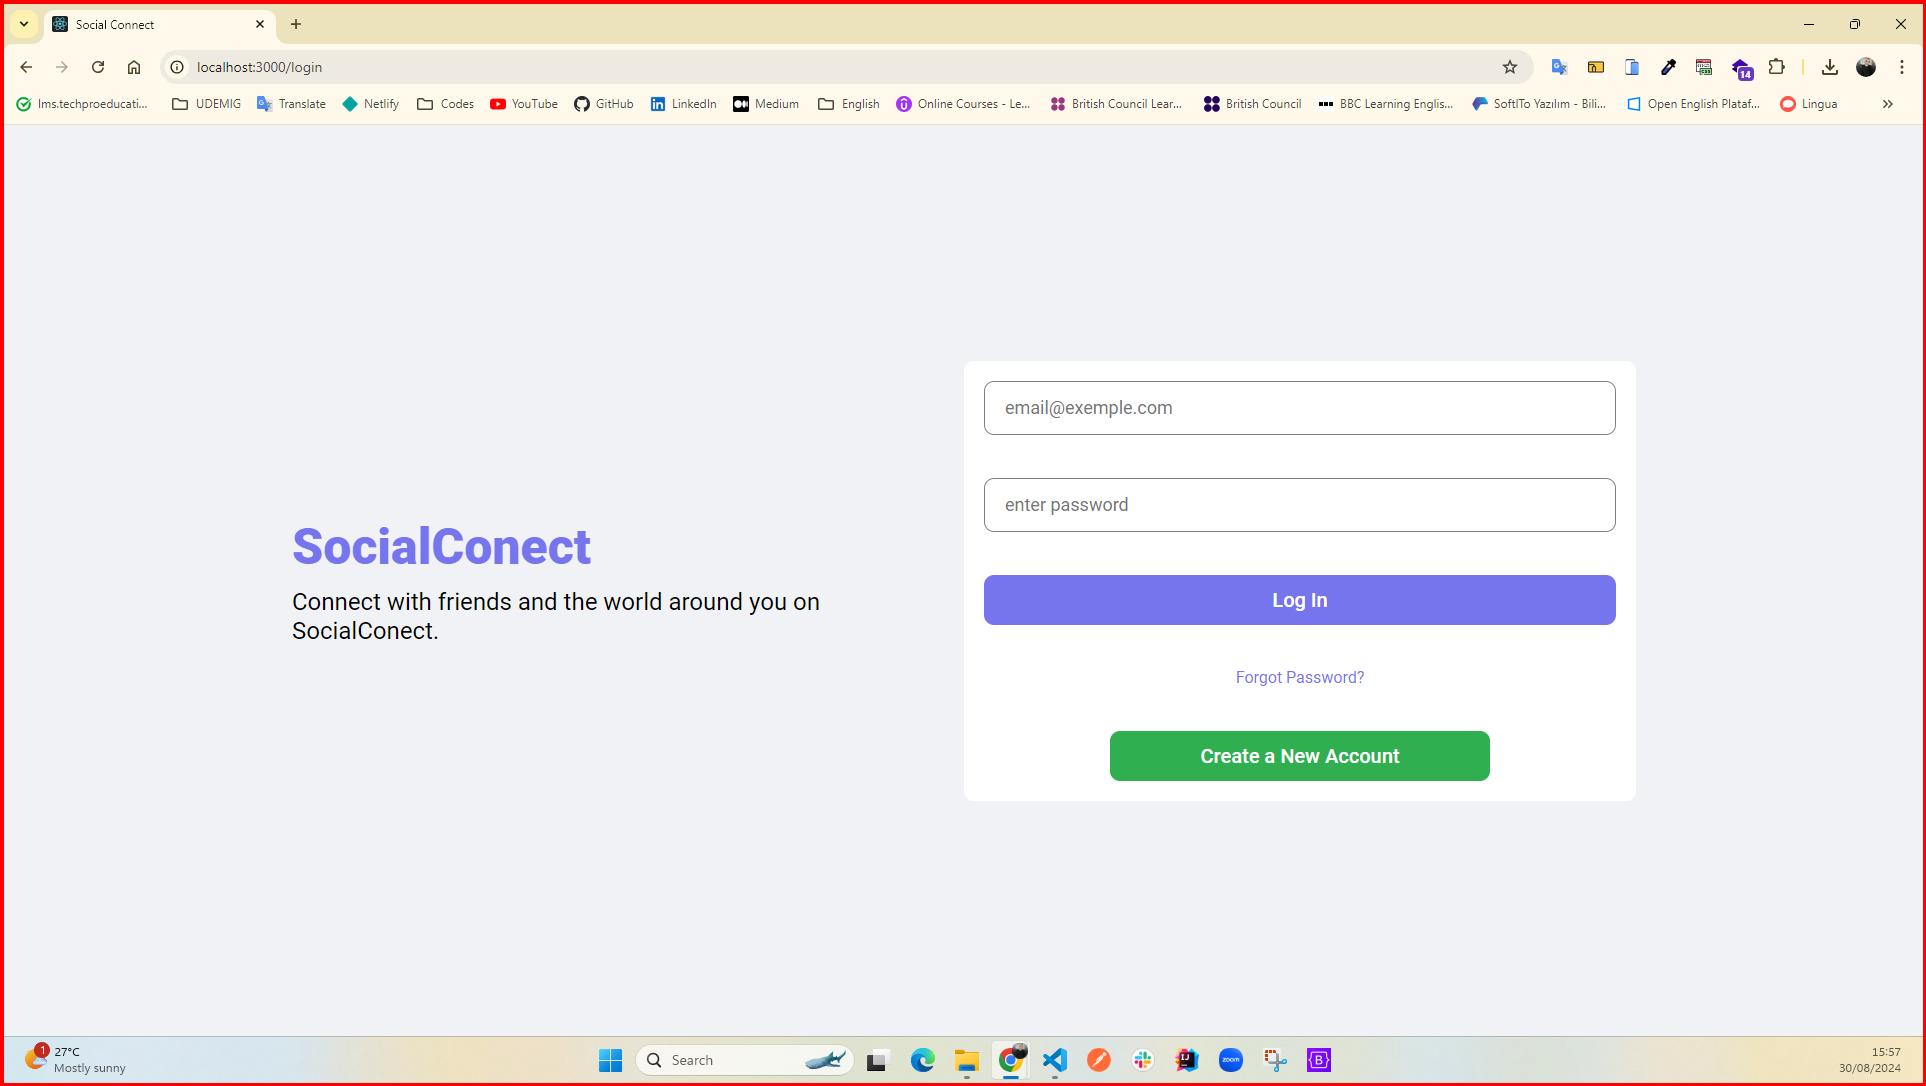 Social Connect
localhost:3000/login
14
lms.techproeducati...
UDEMIG
Translate
Netlify
Codes
YouTube
GitHub
LinkedIn
Medium
English
Online Courses - Le...
British Council Lear...
British Council
BBC Learning Englis...
SoftITo Yazılım - Bili...
Open English Plataf...
Lingua
SocialConect
Connect with friends and the world around you on
SocialConect.
email@exemple.com
enter password
Log In
Forgot Password?
Create a New Account
1
27°C
Mostly sunny
Search
zoom
15:57
30/08/2024